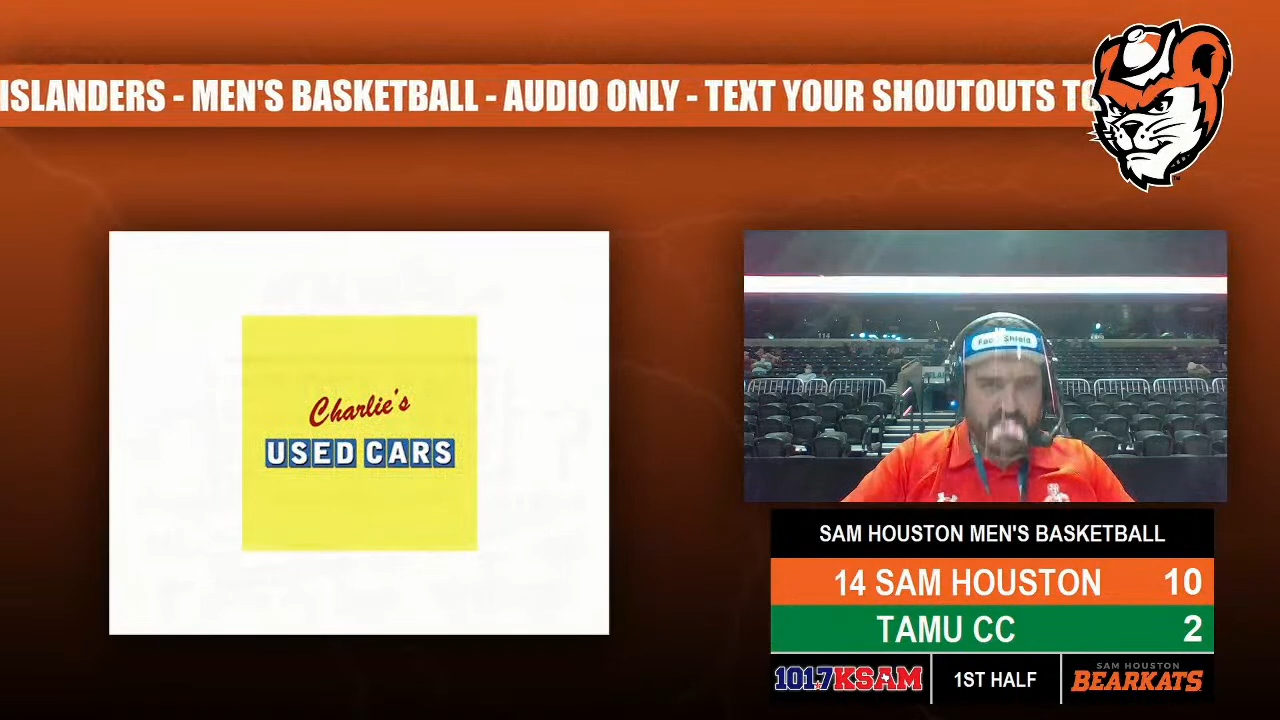 ISLANDERS - MEN'S BASKETBALL - AUDIO ONLY - TEXT YOUR SHOUTOUTS TO
Charlie's
USED CARS
114
Face Shield
SAM HOUSTON MEN'S BASKETBALL
14 SAM HOUSTON 10
TAMU CC 2
101.7 KSAM
1ST HALF
SAM HOUSTON
BEARKATS